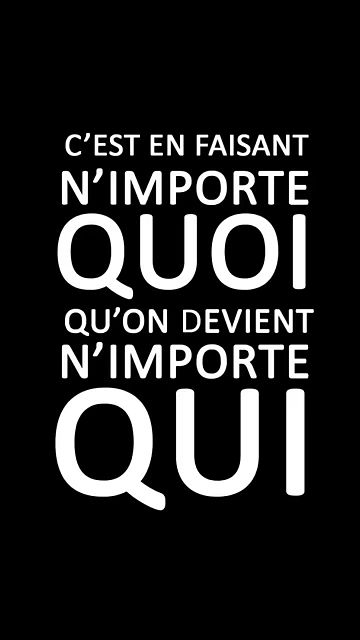 C’EST EN FAISANT
N’IMPORTE
QUOI
QU’ON DEVIENT
N’IMPORTE
QUI